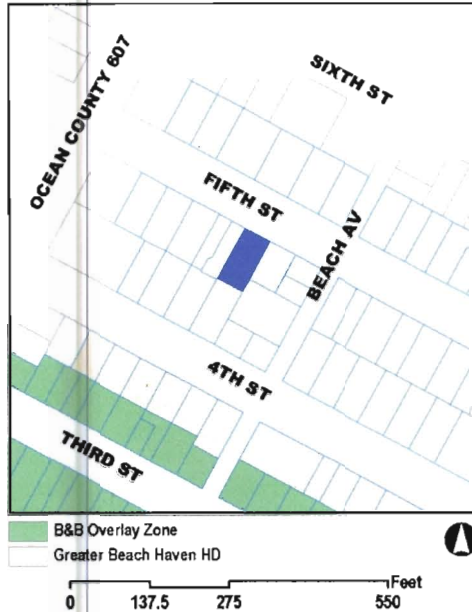 SIXTH ST
OCEAN COUNTY 607
FIFTH ST
BEACH AV
4TH ST
THIRD ST
B&B Overlay Zone
Greater Beach Haven HD
Feet
0 137.5 275 550